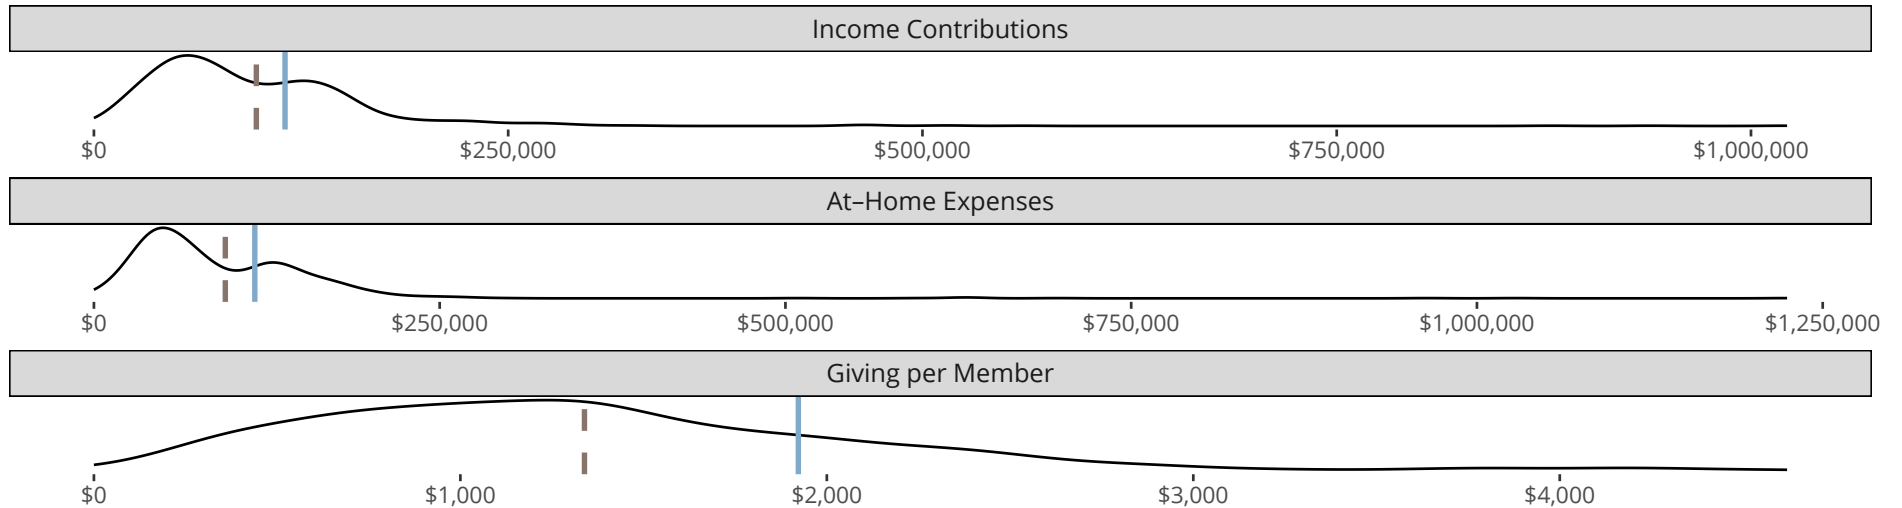 Income Contributions
$0 $250,000 $500,000 $750,000 $1,000,000
At–Home Expenses
$0 $250,000 $500,000 $750,000 $1,000,000 $1,250,000
Giving per Member
$0 $1,000 $2,000 $3,000 $4,000